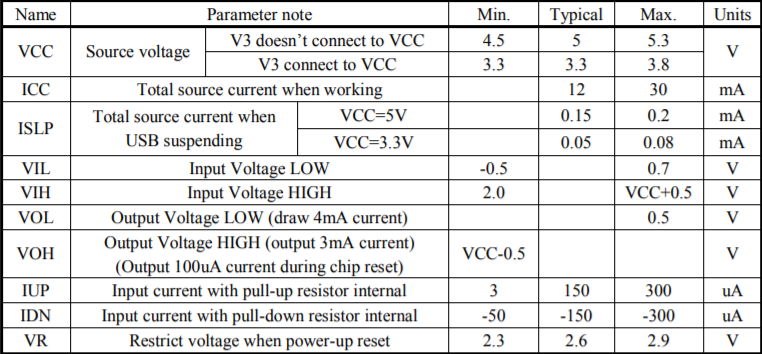 Name Parameter note Min. Typical Max. Units
VCC Source voltage V3 doesn't connect to VCC 4.5 5 5.3 V
V3 connect to VCC 3.3 3.3 3.8
ICC Total source current when working 12 30 mA
ISLP Total source current when USB suspending VCC=5V 0.15 0.2 mA
VCC=3.3V 0.05 0.08 mA
VIL Input Voltage LOW -0.5 0.7 V
VIH Input Voltage HIGH 2.0 VCC+0.5 V
VOL Output Voltage LOW (draw 4mA current) 0.5 V
VOH Output Voltage HIGH (output 3mA current) VCC-0.5 V
(Output 100uA current during chip reset)
IUP Input current with pull-up resistor internal 3 150 300 uA
IDN Input current with pull-down resistor internal -50 -150 -300 uA
VR Restrict voltage when power-up reset 2.3 2.6 2.9 V